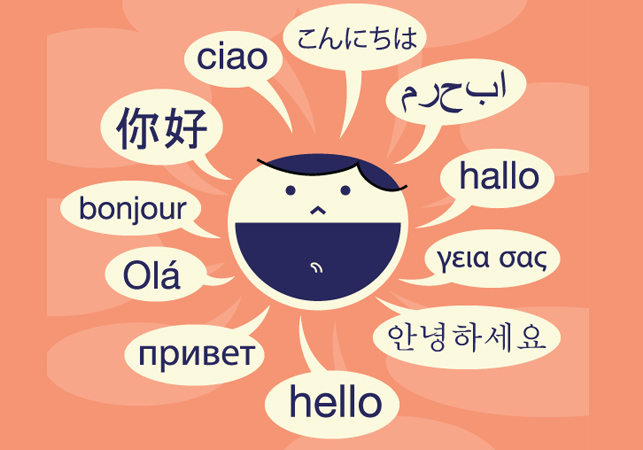 ciao
こんにちは
你好
ابحرم
hallo
bonjour
γεια σας
Olá
안녕하세요
привет
hello